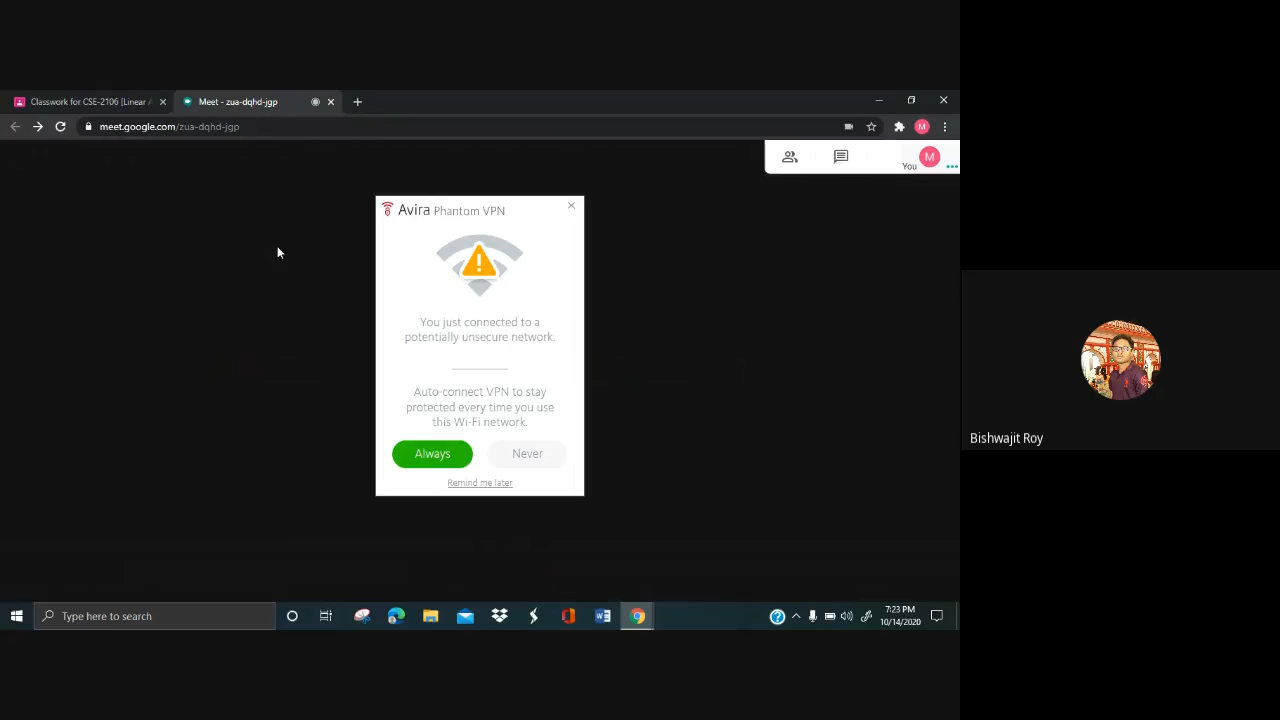 Classwork for CSE-2106 [Linear A
Meet - zua-dqhd-jgp
meet.google.com/zua-dqhd-jgp
M
You
M
Avira Phantom VPN
You just connected to a
potentially unsecure network.
Auto-connect VPN to stay
protected every time you use
this Wi-Fi network.
Always
Never
Remind me later
Bishwajit Roy
Type here to search
7:23 PM
10/14/2020